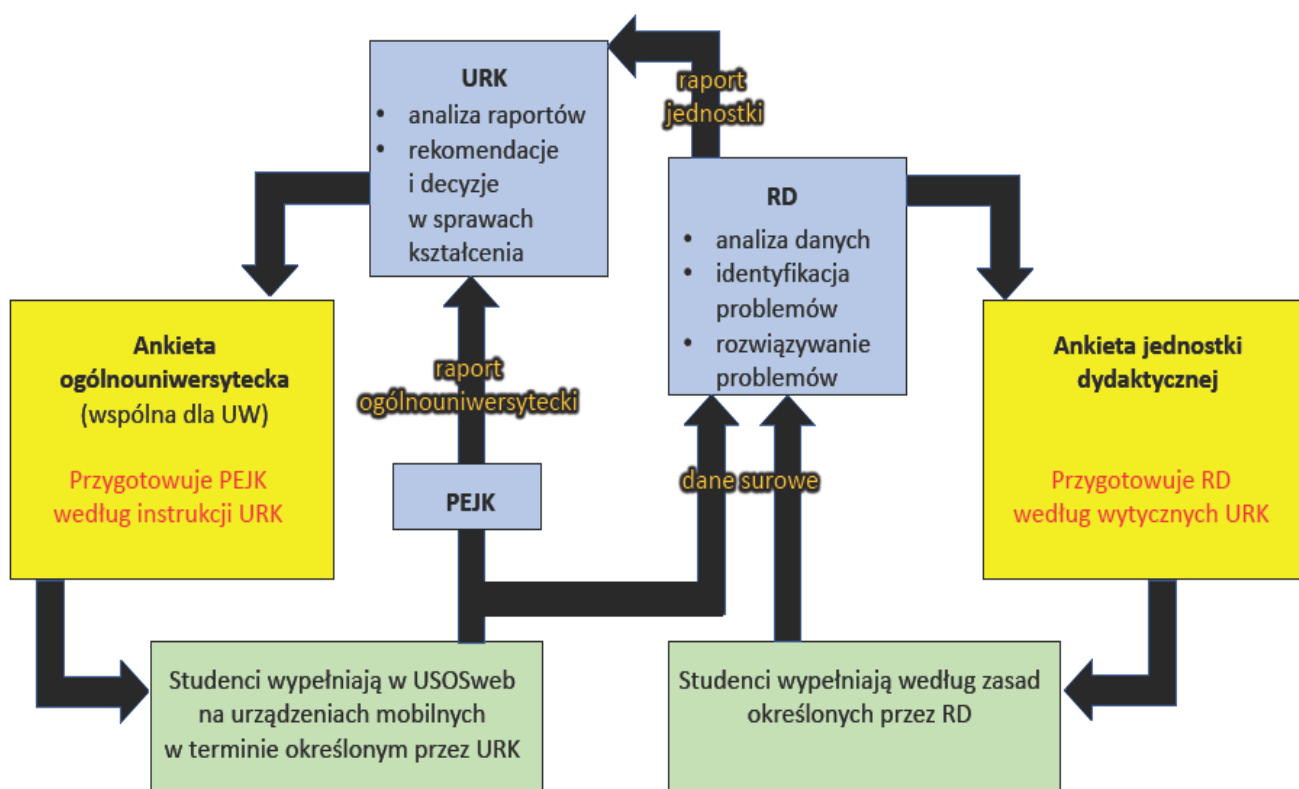 URK
• analiza raportów
• rekomendacje
i decyzje
w sprawach
kształcenia
raport
jednostki
RD
• analiza danych
• identyfikacja
problemów
• rozwiązywanie
problemów
Ankieta
ogólnouniwersytecka
(wspólna dla UW)
Przygotowuje PEJK
według instrukcji URK
raport
ogólnouniwersytecki
PEJK
dane surowe
Ankieta jednostki
dydaktycznej
Przygotowuje RD
według wytycznych URK
Studenci wypełniają w USOSweb
na urządzeniach mobilnych
w terminie określonym przez URK
Studenci wypełniają według zasad
określonych przez RD